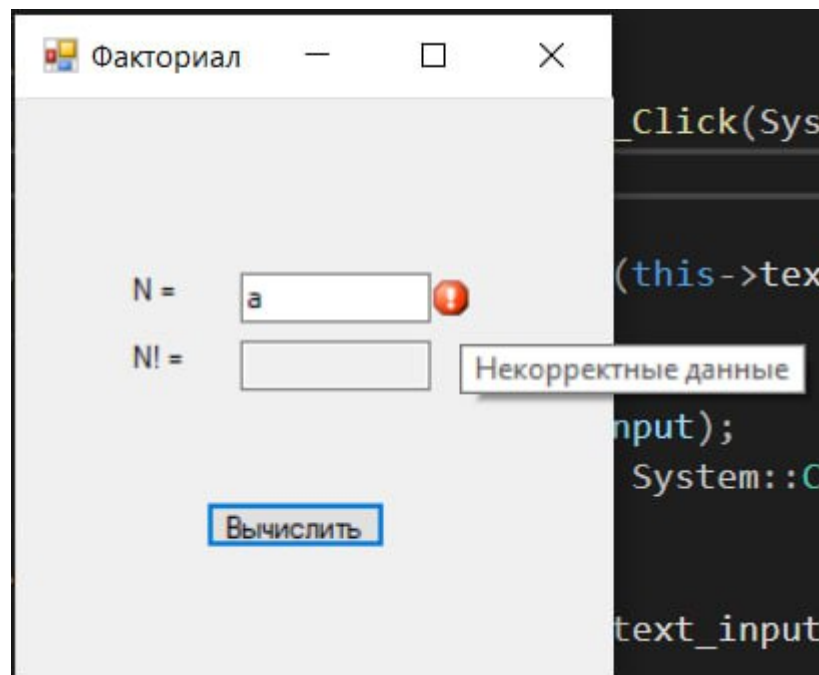 Факториал
_Click(Sys
(this->tex
N =
a
N! =
Некорректные данные
nput);
System::C
Вычислить
text_input